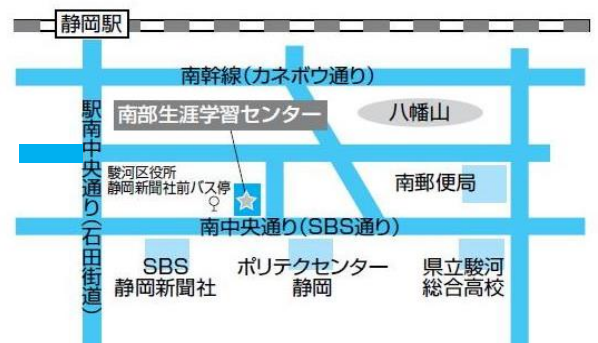 静岡駅
南幹線(カネボウ通り)
南部生涯学習センター
八幡山
駅南中央通り(石田街道)
駿河区役所
静岡新聞社前バス停
南郵便局
南中央通り(SBS通り)
SBS
静岡新聞社
ポリテクセンター
静岡
県立駿河
総合高校